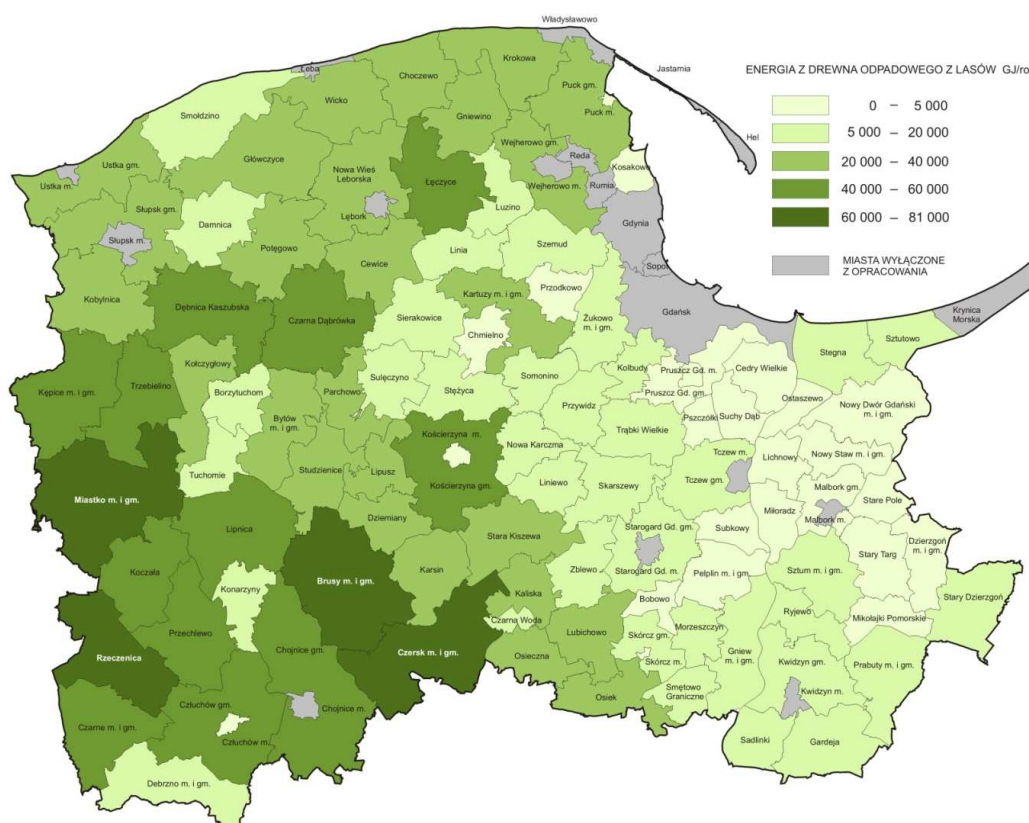 Władysławowo
Jastarnia
Hel
ENERGIA Z DREWNA ODPADOWEGO Z LASÓW GJ/ro
0 – 5 000
5 000 – 20 000
20 000 – 40 000
40 000 – 60 000
60 000 – 81 000
MIASTA WYŁĄCZONE
Z OPRACOWANIA
Łeba
Choczewo
Krokowa
Puck gm.
Puck m.
Wicko
Gniewino
Smołdzino
Główczyce
Wejherowo gm.
Reda
Kosakowo
Ustka gm.
Ustka m.
Nowa Wieś
Leborska
Łęczyce
Wejherowo m.
Rumia
Słupsk gm.
Lębork
Luzino
Gdynia
Damnica
Słupsk m.
Potęgowo
Cewice
Linia
Szemud
Sopot
Kobylnica
Dębnica Kaszubska
Czarna Dąbrówka
Kartuzy m. i gm.
Przodkowo
Sierakowice
Chmielno
Żukowo
m. i gm.
Gdańsk
Krynica
Morska
Sztutowo
Stegna
Kołczygłowy
Kępice m. i gm.
Trzebielino
Borzytuchom
Parchowo
Sulęczyno
Stężyca
Somonino
Kolbudy
Pruszcz Gd. m.
Pruszcz Gd. gm.
Cedry Wielkie
Ostaszewo
Nowy Dwór Gdański
m. i gm.
Bytów
m. i gm.
Przywidz
Pszczółki
Suchy Dąb
Trąbki Wielkie
Kościerzyna m.
Nowa Karczma
Tuchomie
Studzienice
Lipusz
Kościerzyna gm.
Liniewo
Skarszewy
Tczew m.
Tczew gm.
Lichnowy
Nowy Staw m. i gm.
Miastko m. i gm.
Dziemiany
Malbork gm.
Malbork m.
Stare Pole
Miłoradz
Lipnica
Stara Kiszewa
Starogard Gd. gm.
Starogard Gd. m.
Subkowy
Stary Targ
Dzierzgoń
m. i gm.
Koczała
Konarzyny
Brusy m. i gm.
Karsin
Zblewo
Pelplin m. i gm.
Sztum m. i gm.
Stary Dzierzgoń
Kaliska
Bobowo
Ryjewo
Mikołajki Pomorskie
Przechlewo
Czarna Woda
Lubichowo
Morzeszczyn
Skórcz gm.
Gniew
m. i gm.
Rzeczenica
Chojnice gm.
Czersk m. i gm.
Osieczna
Skórcz m.
Kwidzyn gm.
Prabuty m. i gm.
Człuchów gm.
Osiek
Smętowo
Graniczne
Kwidzyn m.
Chojnice m.
Czarne m. i gm.
Człuchów m.
Sadlinki
Gardeja
Debrzno m. i gm.